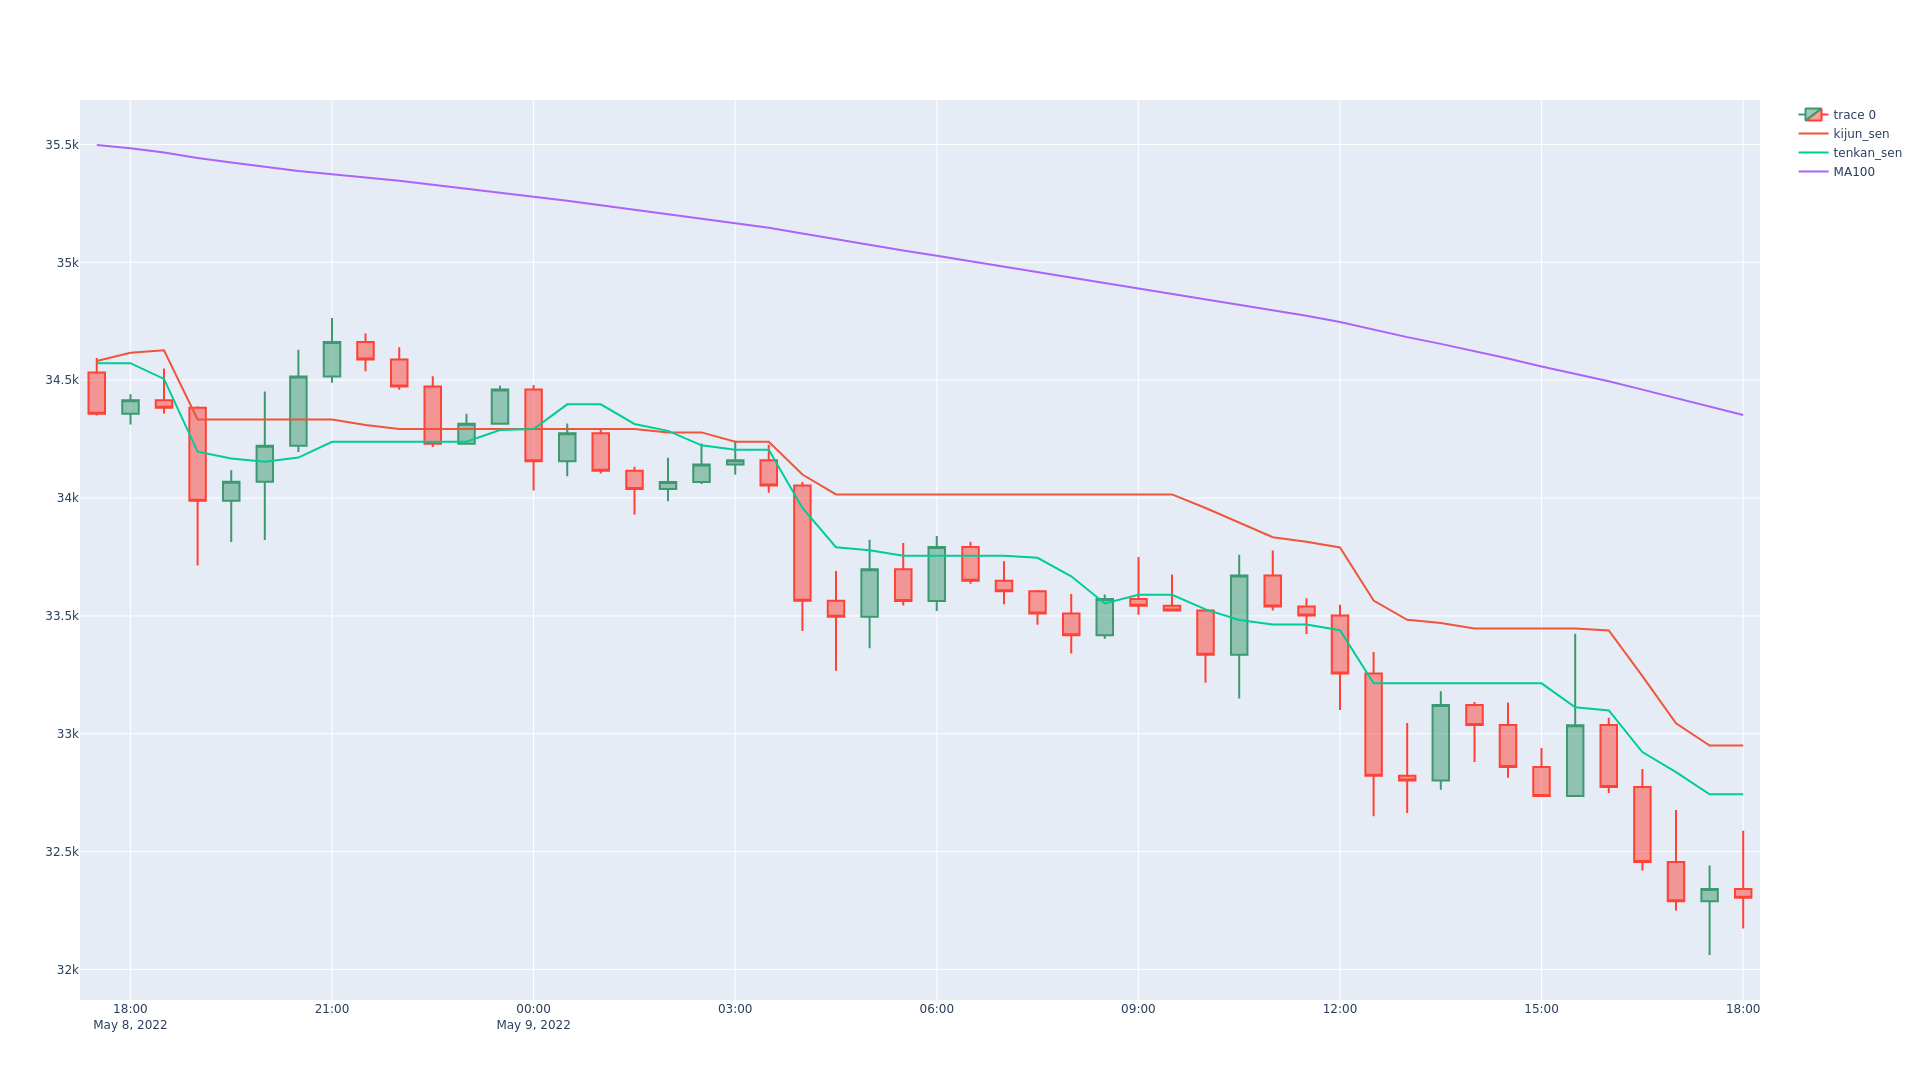 trace 0
kijun_sen
tenkan_sen
MA100
35.5k
35k
34.5k
34k
33.5k
33k
32.5k
32k
18:00 21:00 00:00 03:00 06:00 09:00 12:00 15:00 18:00
May 8, 2022 May 9, 2022